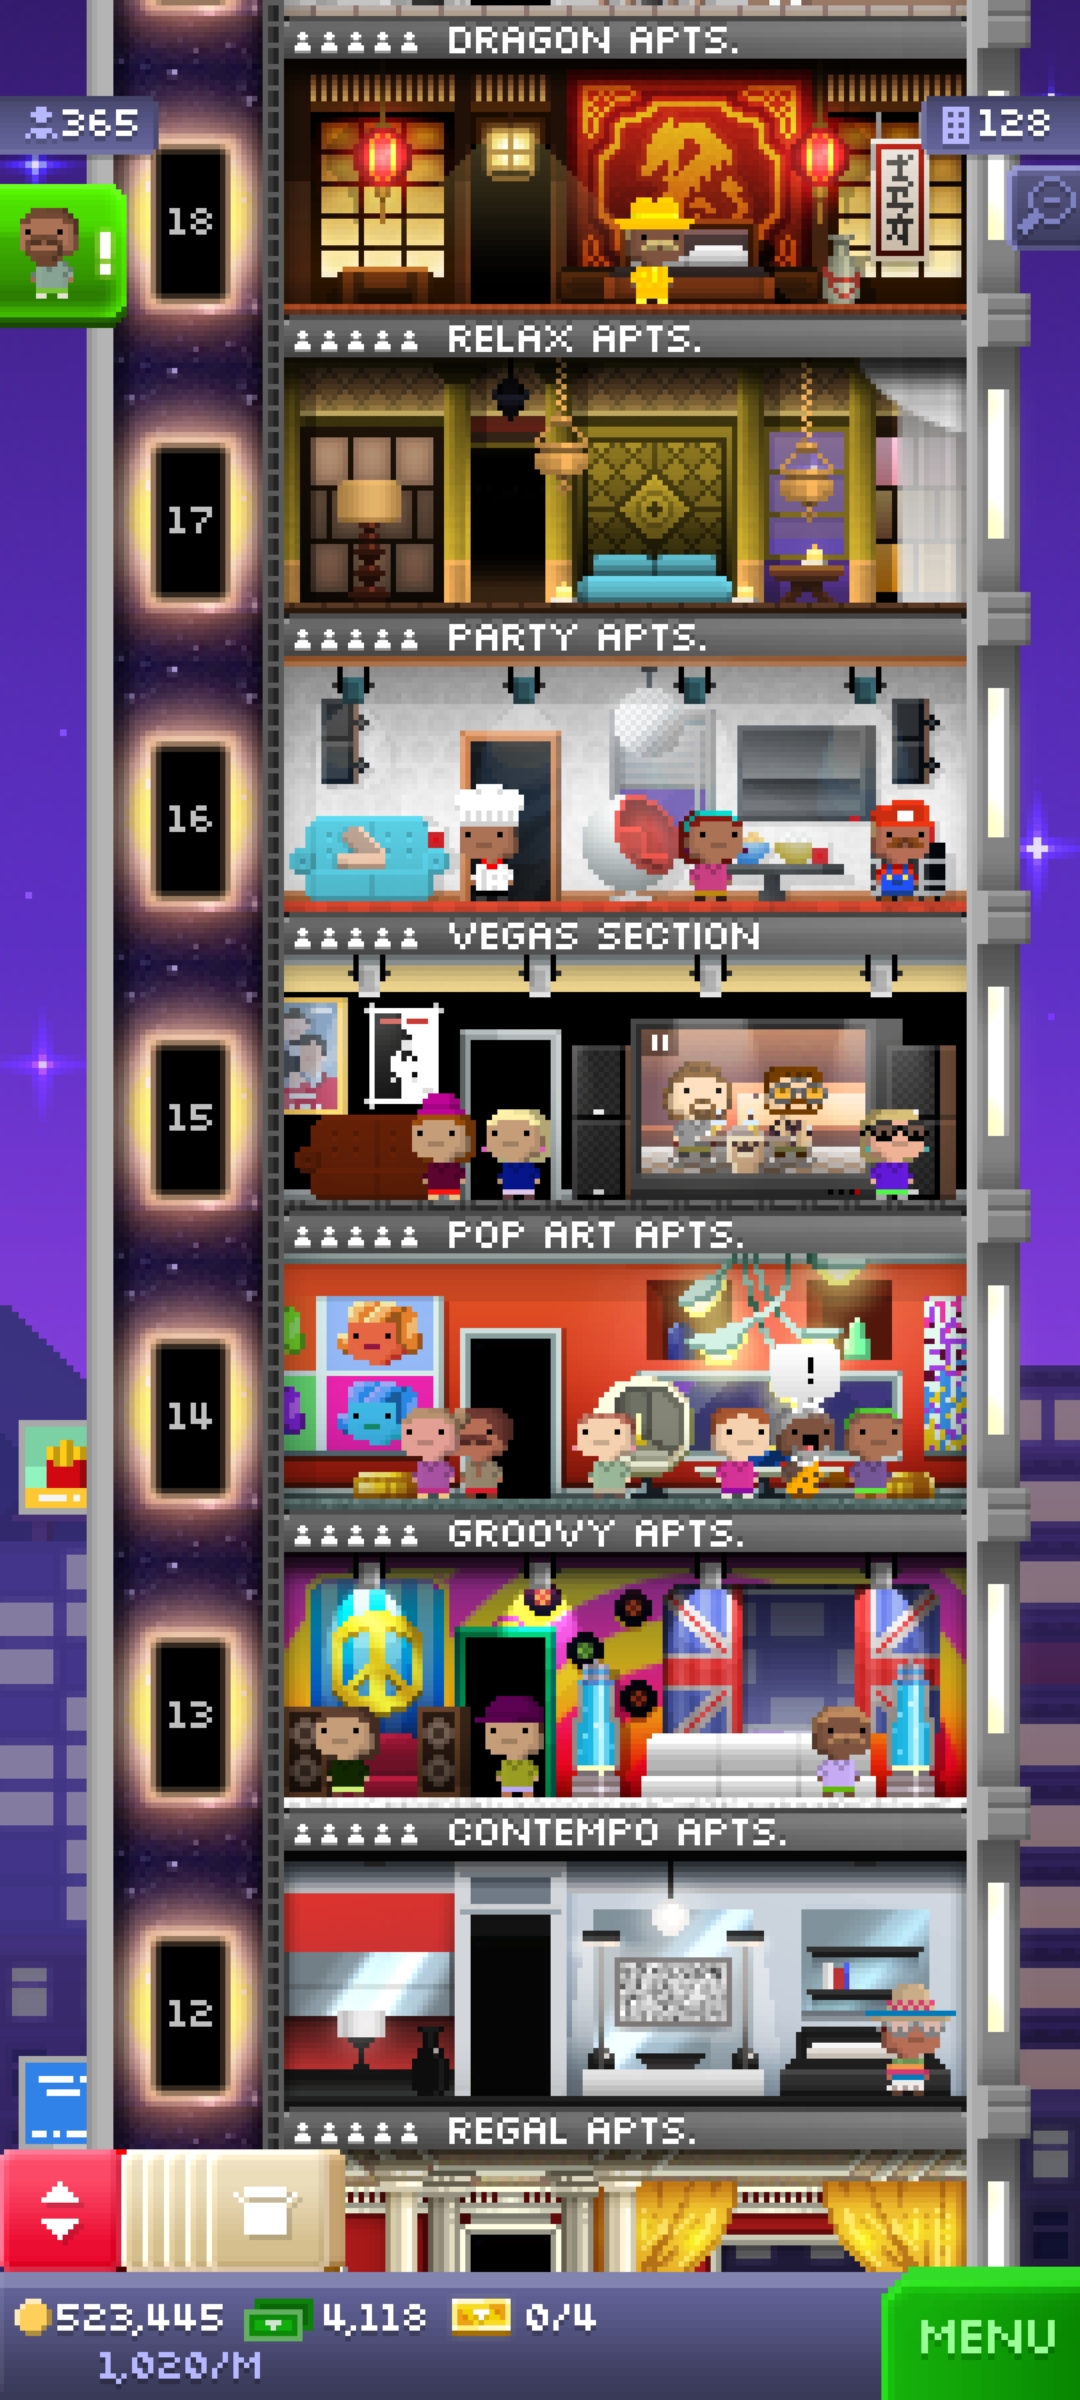 DRAGON APTS.
365
128
18
!
RELAX APTS.
17
PARTY APTS.
16
VEGAS SECTION
15
POP ART APTS.
!
14
GROOVY APTS.
13
CONTEMPO APTS.
12
REGAL APTS.
523,445
4,118
0/4
1,020/M
MENU